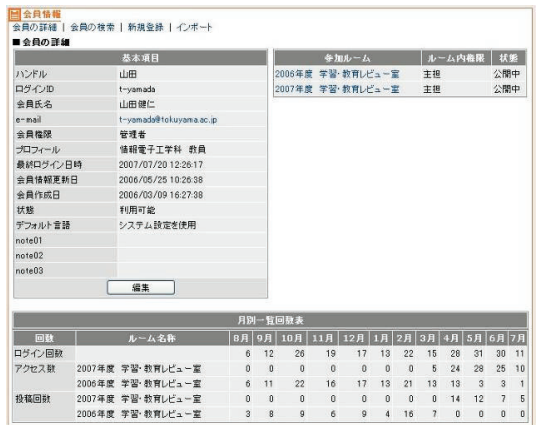 会員情報
会員の詳細 | 会員の検索 | 新規登録 | インポート
■会員の詳細
基本項目
ハンドル 山田
ログインID t-yamada
会員氏名 山田健仁
e-mail t-yamada@tokuyama.ac.jp
会員権限 管理者
プロフィール 情報電子工学科 教員
最終ログイン日時 2007/07/20 12:26:17
会員情報更新日 2006/05/25 10:26:38
会員作成日 2006/03/09 16:27:38
状態 利用可能
デフォルト言語 システム設定を使用
note01
note02
note03
編集
参加ルーム ルーム内権限 状態
2006年度 学習・教育レビュー室 主担 公開中
2007年度 学習・教育レビュー室 主担 公開中
月別一覧回数表
回数 ルーム名称 8月 9月 10月 11月 12月 1月 2月 3月 4月 5月 6月 7月
ログイン回数 6 12 26 19 17 13 22 15 28 31 30 11
アクセス数 2007年度 学習・教育レビュー室 0 0 0 0 0 0 0 5 24 28 25 10
2006年度 学習・教育レビュー室 6 11 22 16 17 13 21 13 13 3 3 1
投稿回数 2007年度 学習・教育レビュー室 0 0 0 0 0 0 0 0 14 12 7 5
2006年度 学習・教育レビュー室 3 8 9 6 9 4 16 7 0 0 0 0